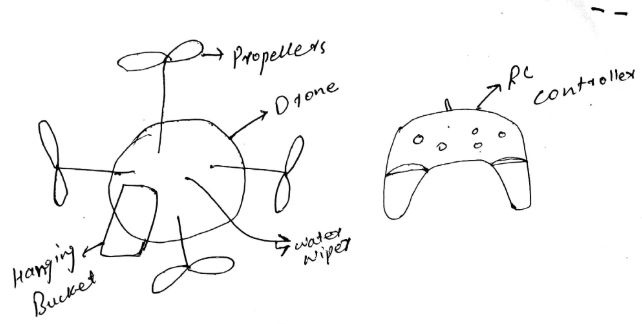 Propellers
Drone
RC
controller
water
wiper
Hanging
Bucket